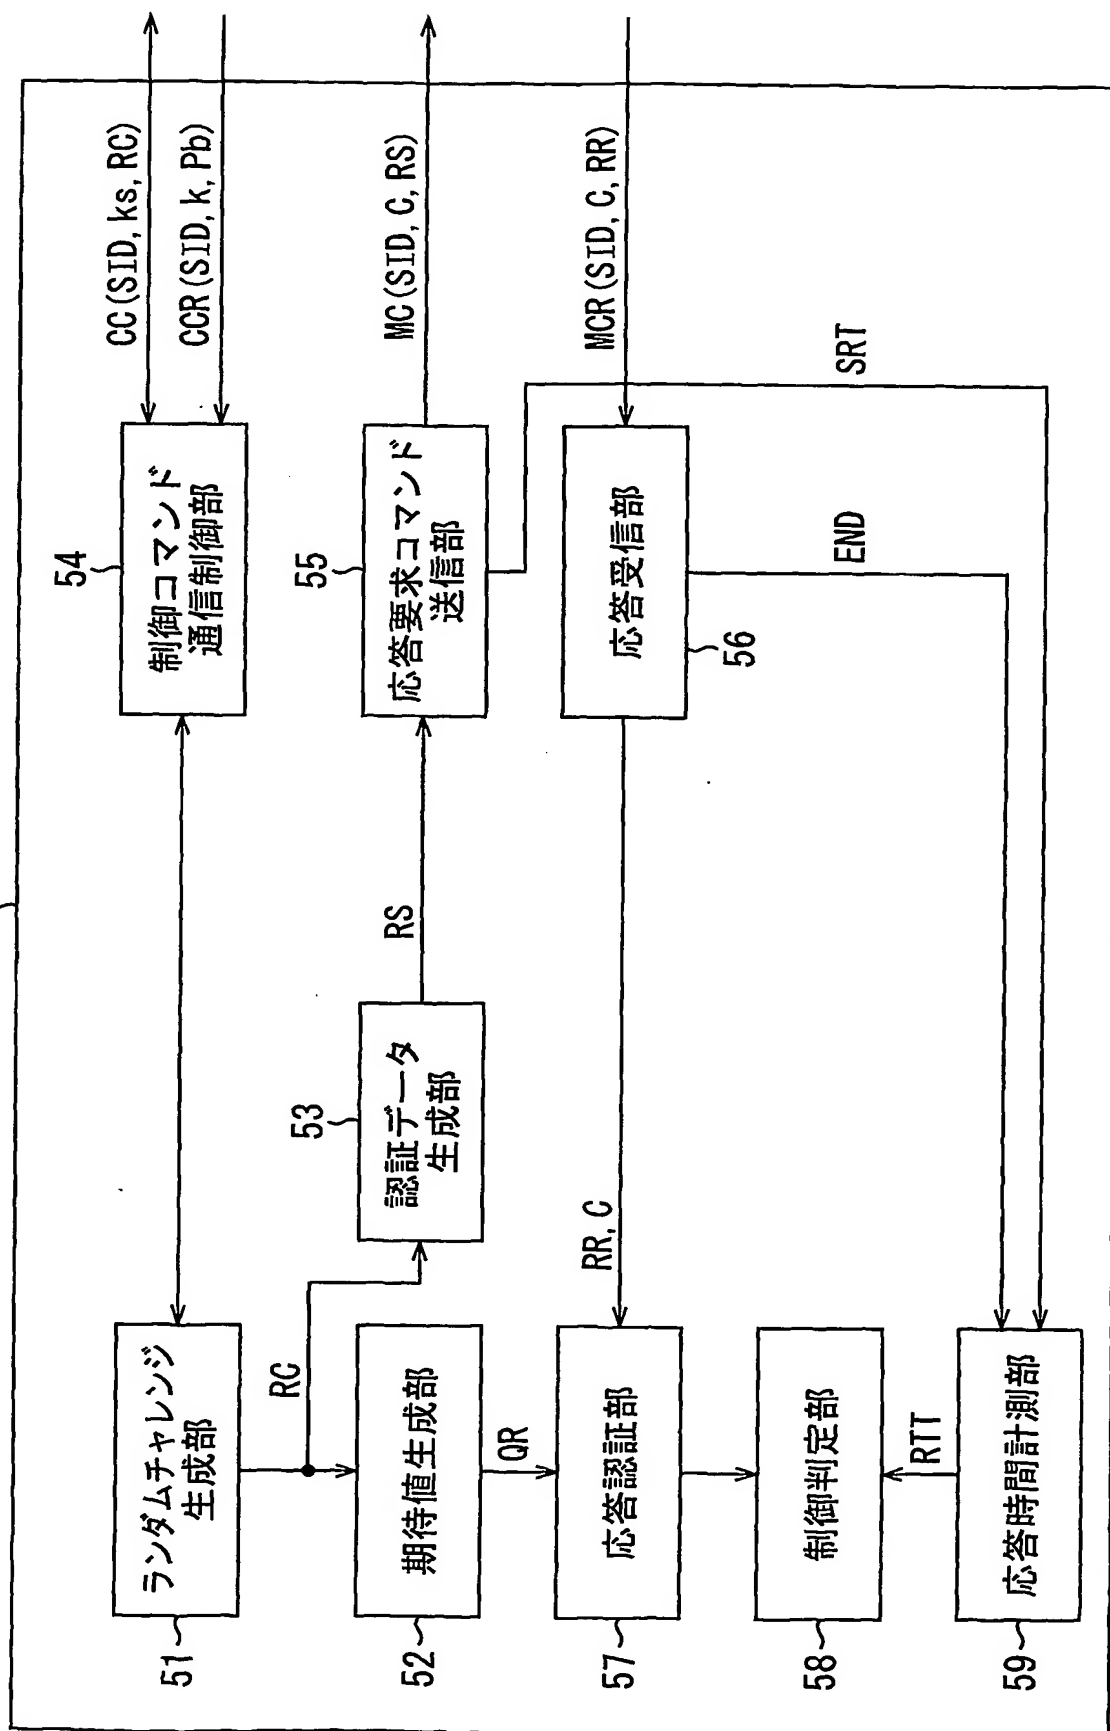 CC(SID, ks, RC)
CCR(SID, k, Pb)
MC(SID, C, RS)
MCR(SID, C, RR)
54
制御コマンド
通信制御部
55
応答要求コマンド
送信部
SRT
応答受信部
56
END
RS
53
認証データ
生成部
RR, C
ランダムチャレンジ
生成部
51
RC
期待値生成部
52
QR
応答認証部
57
制御判定部
58
RTT
応答時間計測部
59